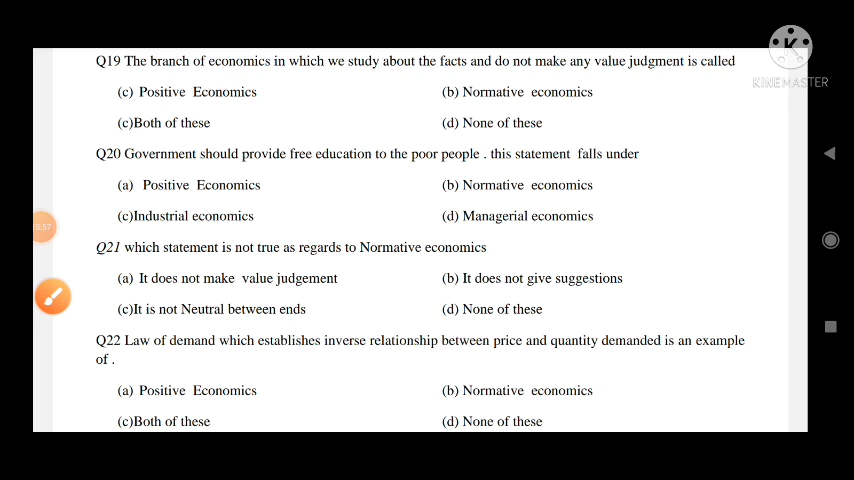 Q19 The branch of economics in which we study about the facts and do not make any value judgment is called
(c) Positive Economics (b) Normative economics
(c)Both of these (d) None of these
Q20 Government should provide free education to the poor people . this statement falls under
(a) Positive Economics (b) Normative economics
(c)Industrial economics (d) Managerial economics
Q21 which statement is not true as regards to Normative economics
(a) It does not make value judgement (b) It does not give suggestions
(c)It is not Neutral between ends (d) None of these
Q22 Law of demand which establishes inverse relationship between price and quantity demanded is an example
of .
(a) Positive Economics (b) Normative economics
(c)Both of these (d) None of these
K
KINEMASTER
5:57